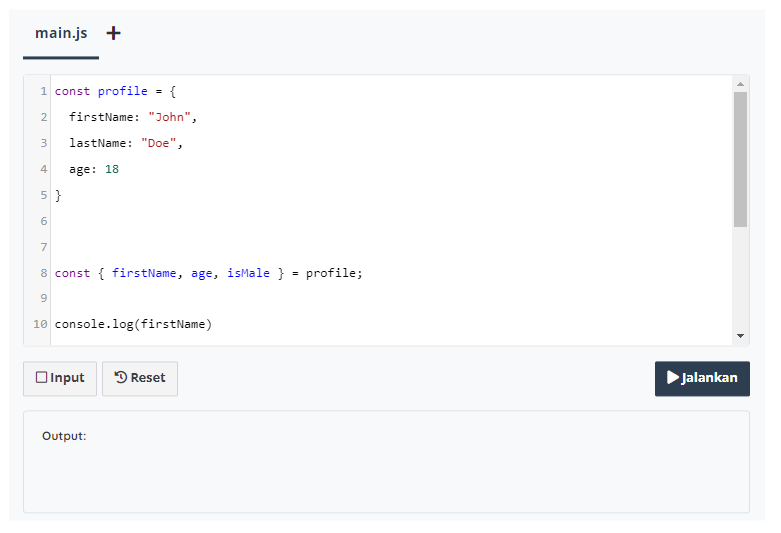 main.js +
1 const profile = {
2 firstName: "John",
3 lastName: "Doe",
4 age: 18
5 }
6
7
8 const { firstName, age, isMale } = profile;
9
10 console.log(firstName)
Input Reset Jalankan
Output: